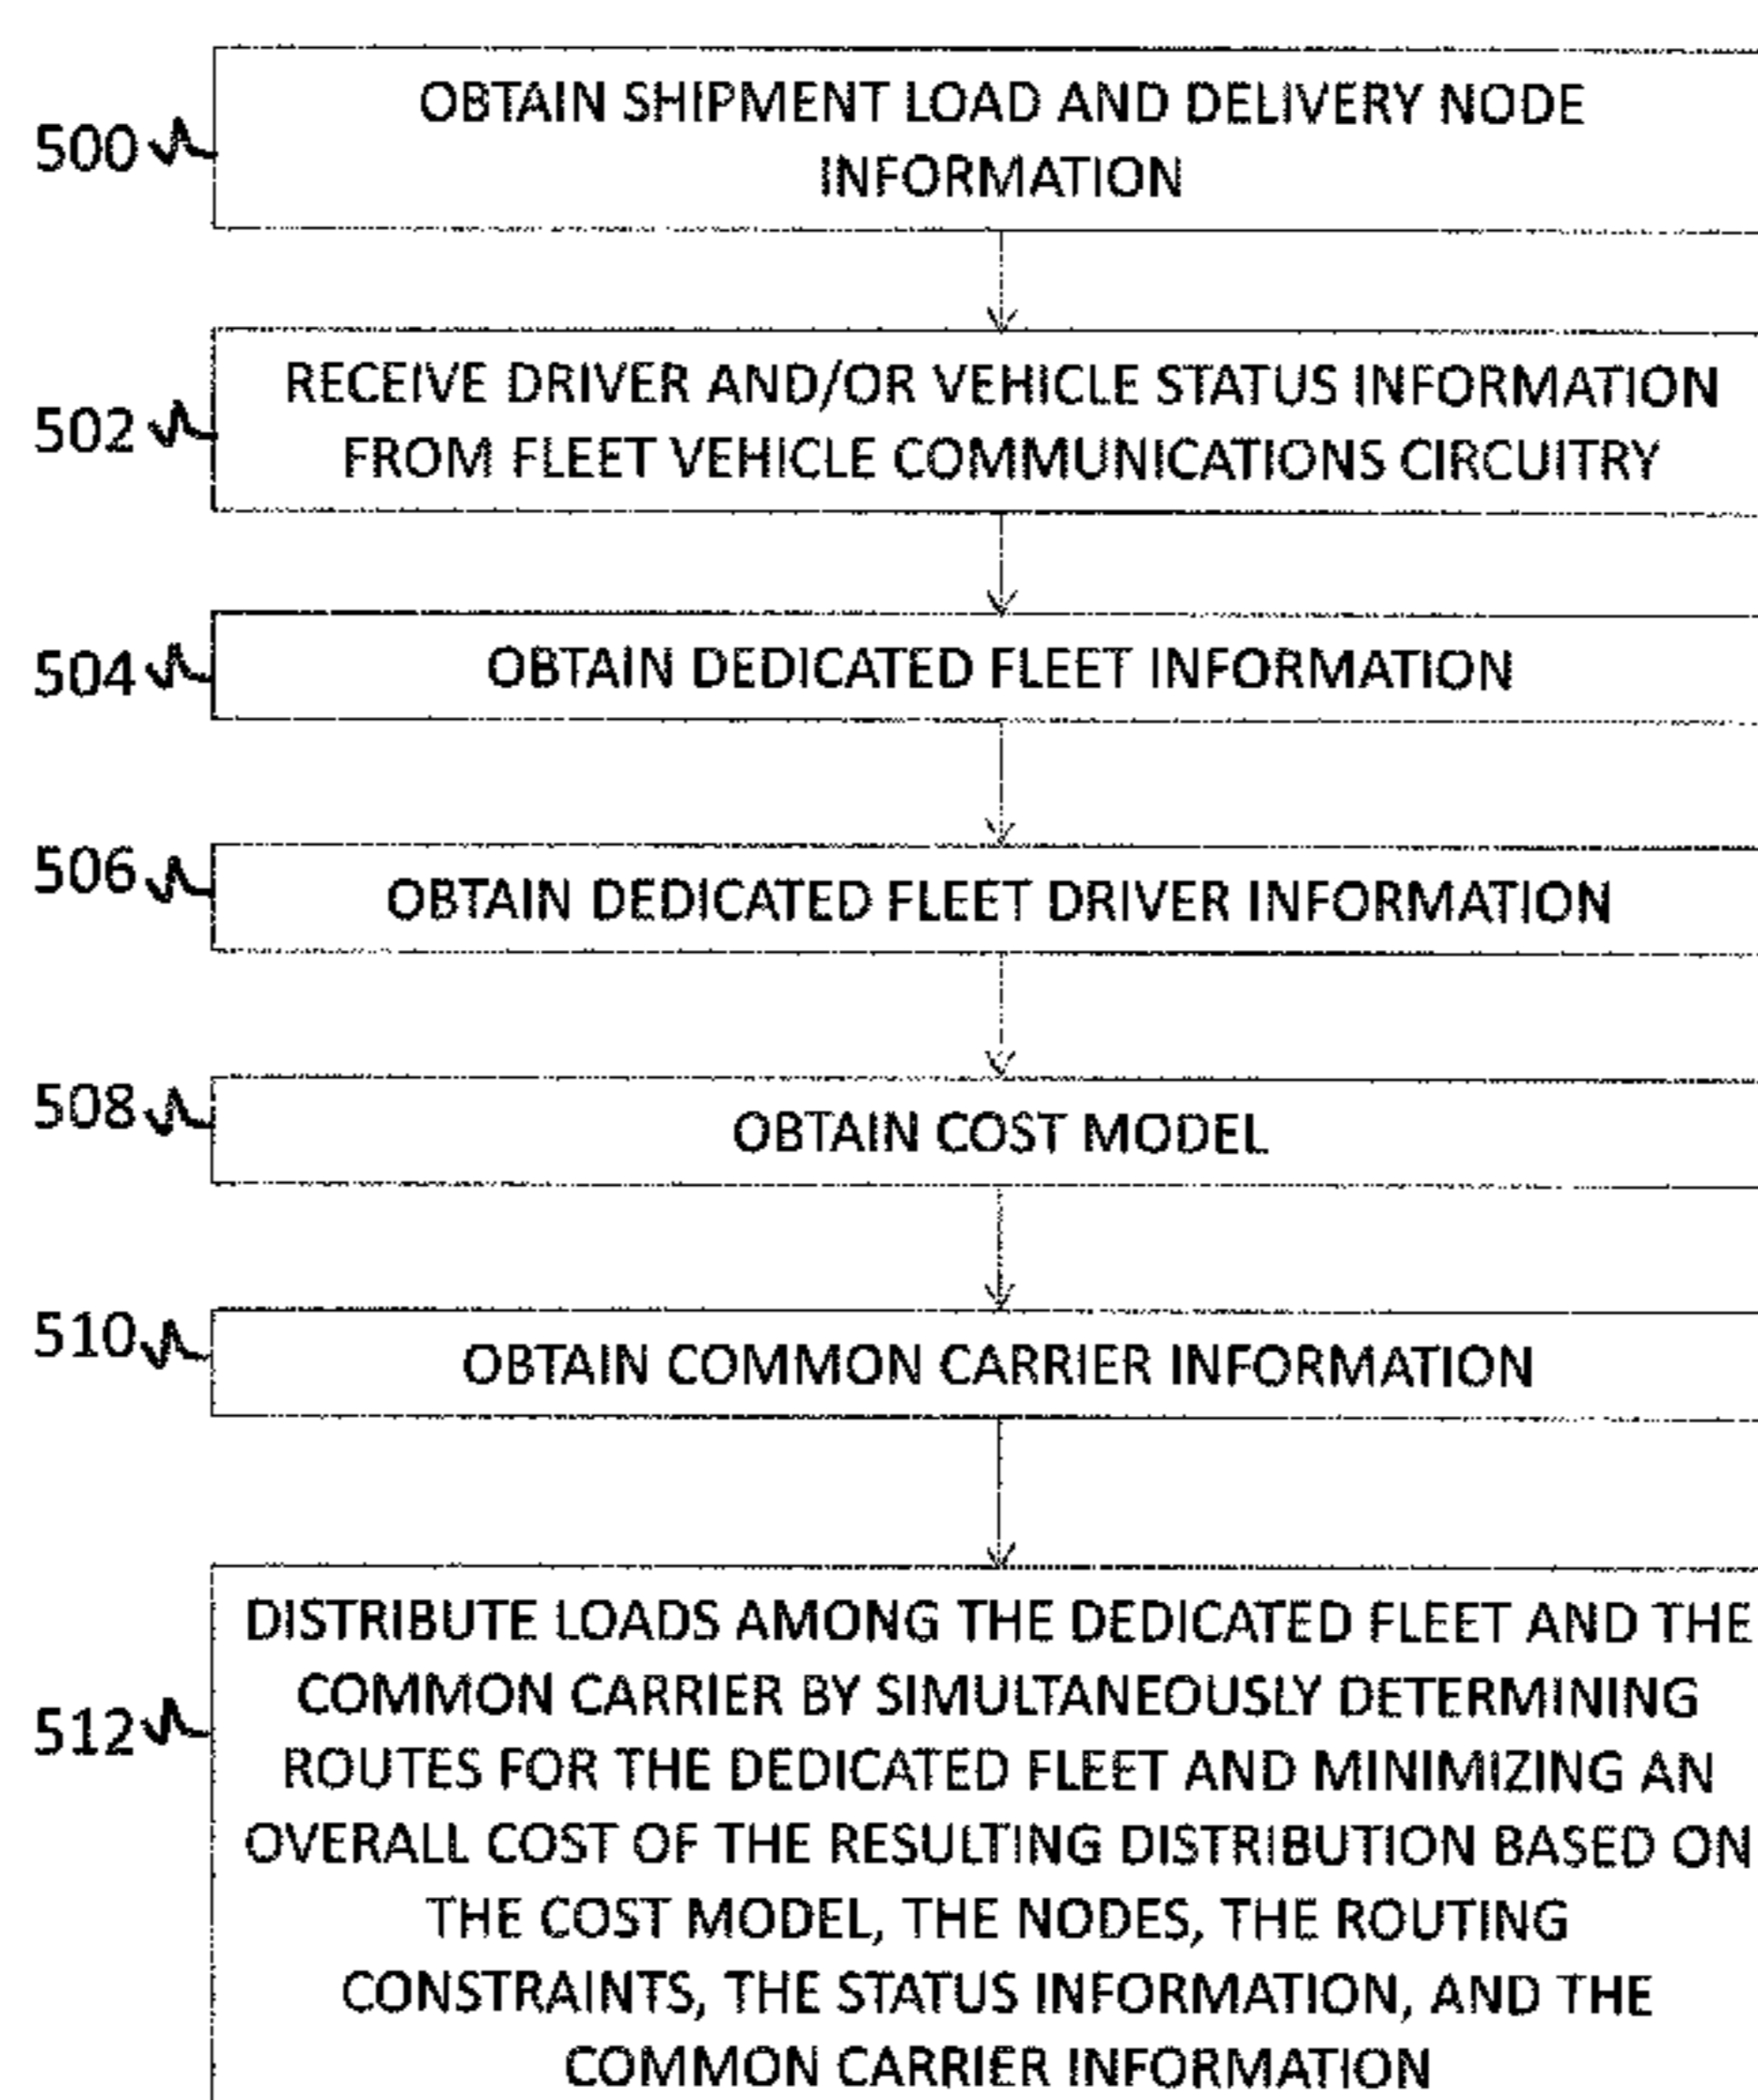 500
OBTAIN SHIPMENT LOAD AND DELIVERY NODE
INFORMATION
502
RECEIVE DRIVER AND/OR VEHICLE STATUS INFORMATION
FROM FLEET VEHICLE COMMUNICATIONS CIRCUITRY
504
OBTAIN DEDICATED FLEET INFORMATION
506
OBTAIN DEDICATED FLEET DRIVER INFORMATION
508
OBTAIN COST MODEL
510
OBTAIN COMMON CARRIER INFORMATION
512
DISTRIBUTE LOADS AMONG THE DEDICATED FLEET AND THE
COMMON CARRIER BY SIMULTANEOUSLY DETERMINING
ROUTES FOR THE DEDICATED FLEET AND MINIMIZING AN
OVERALL COST OF THE RESULTING DISTRIBUTION BASED ON
THE COST MODEL, THE NODES, THE ROUTING
CONSTRAINTS, THE STATUS INFORMATION, AND THE
COMMON CARRIER INFORMATION